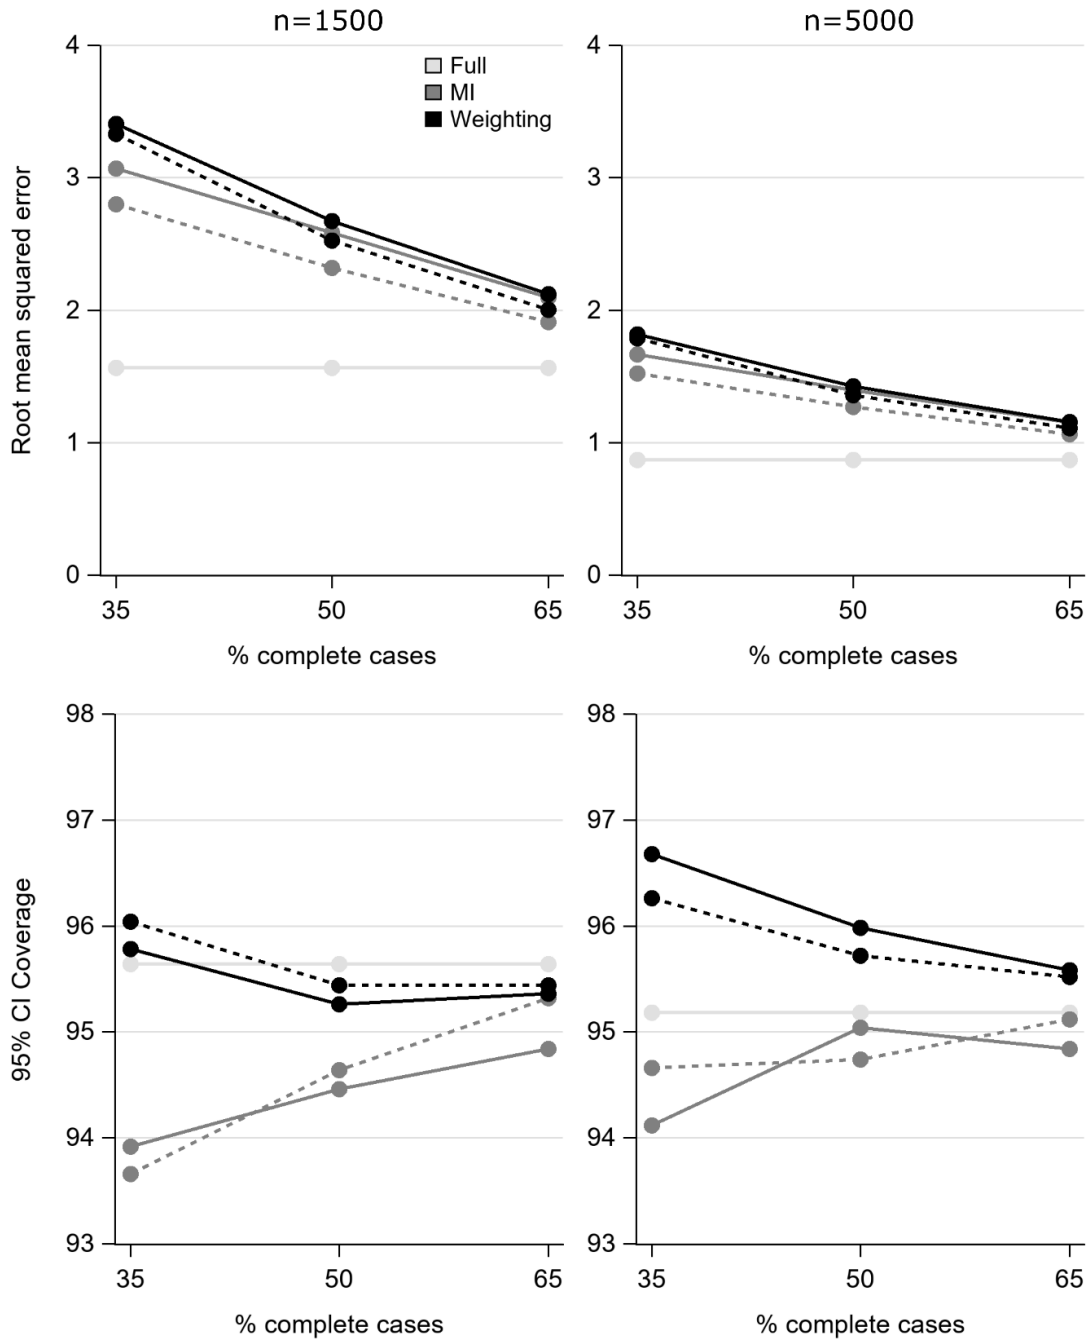 n=1500
4
3
2
1
0
35 50 65
% complete cases
Root mean squared error
Full
MI
Weighting
n=5000
4
3
2
1
0
35 50 65
% complete cases
98
97
96
95
94
93
35 50 65
% complete cases
95% CI Coverage
98
97
96
95
94
93
35 50 65
% complete cases